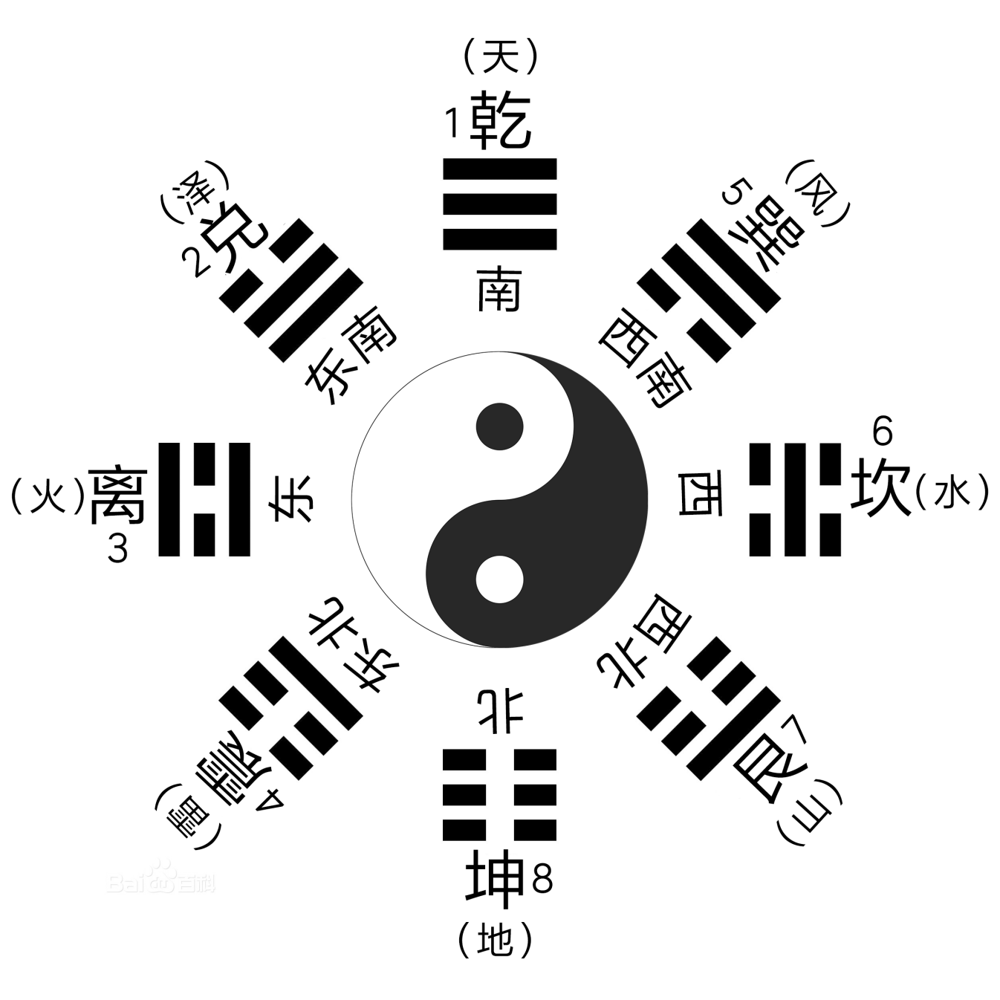 （天）
1乾
南
（泽）
2兑
东南
（风）
5巽
西南
（火）离
3
东
6
坎（水）
西
东北
震4
（雷）
西北
7艮
（山）
北
坤8
（地）
Bai百科